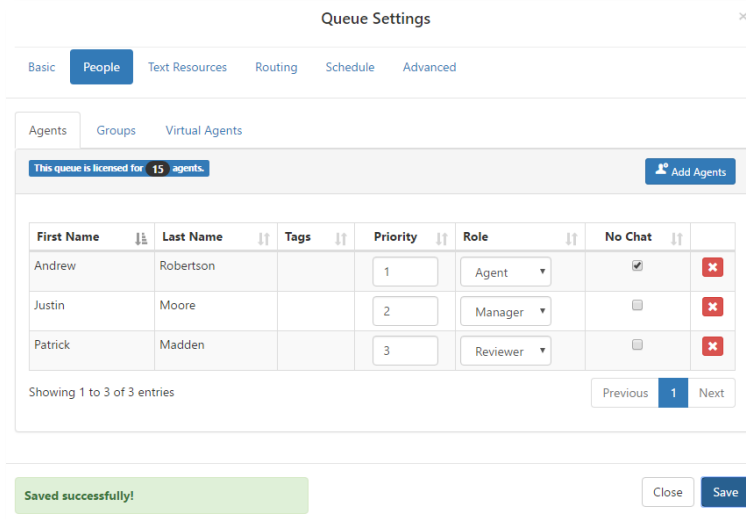 Queue Settings ×
Basic People Text Resources Routing Schedule Advanced
Agents Groups Virtual Agents
This queue is licensed for 15 agents.
Add Agents
First Name Last Name Tags Priority Role No Chat
Andrew Robertson 1 Agent
Justin Moore 2 Manager
Patrick Madden 3 Reviewer
Showing 1 to 3 of 3 entries
Previous 1 Next
Saved successfully!
Close Save